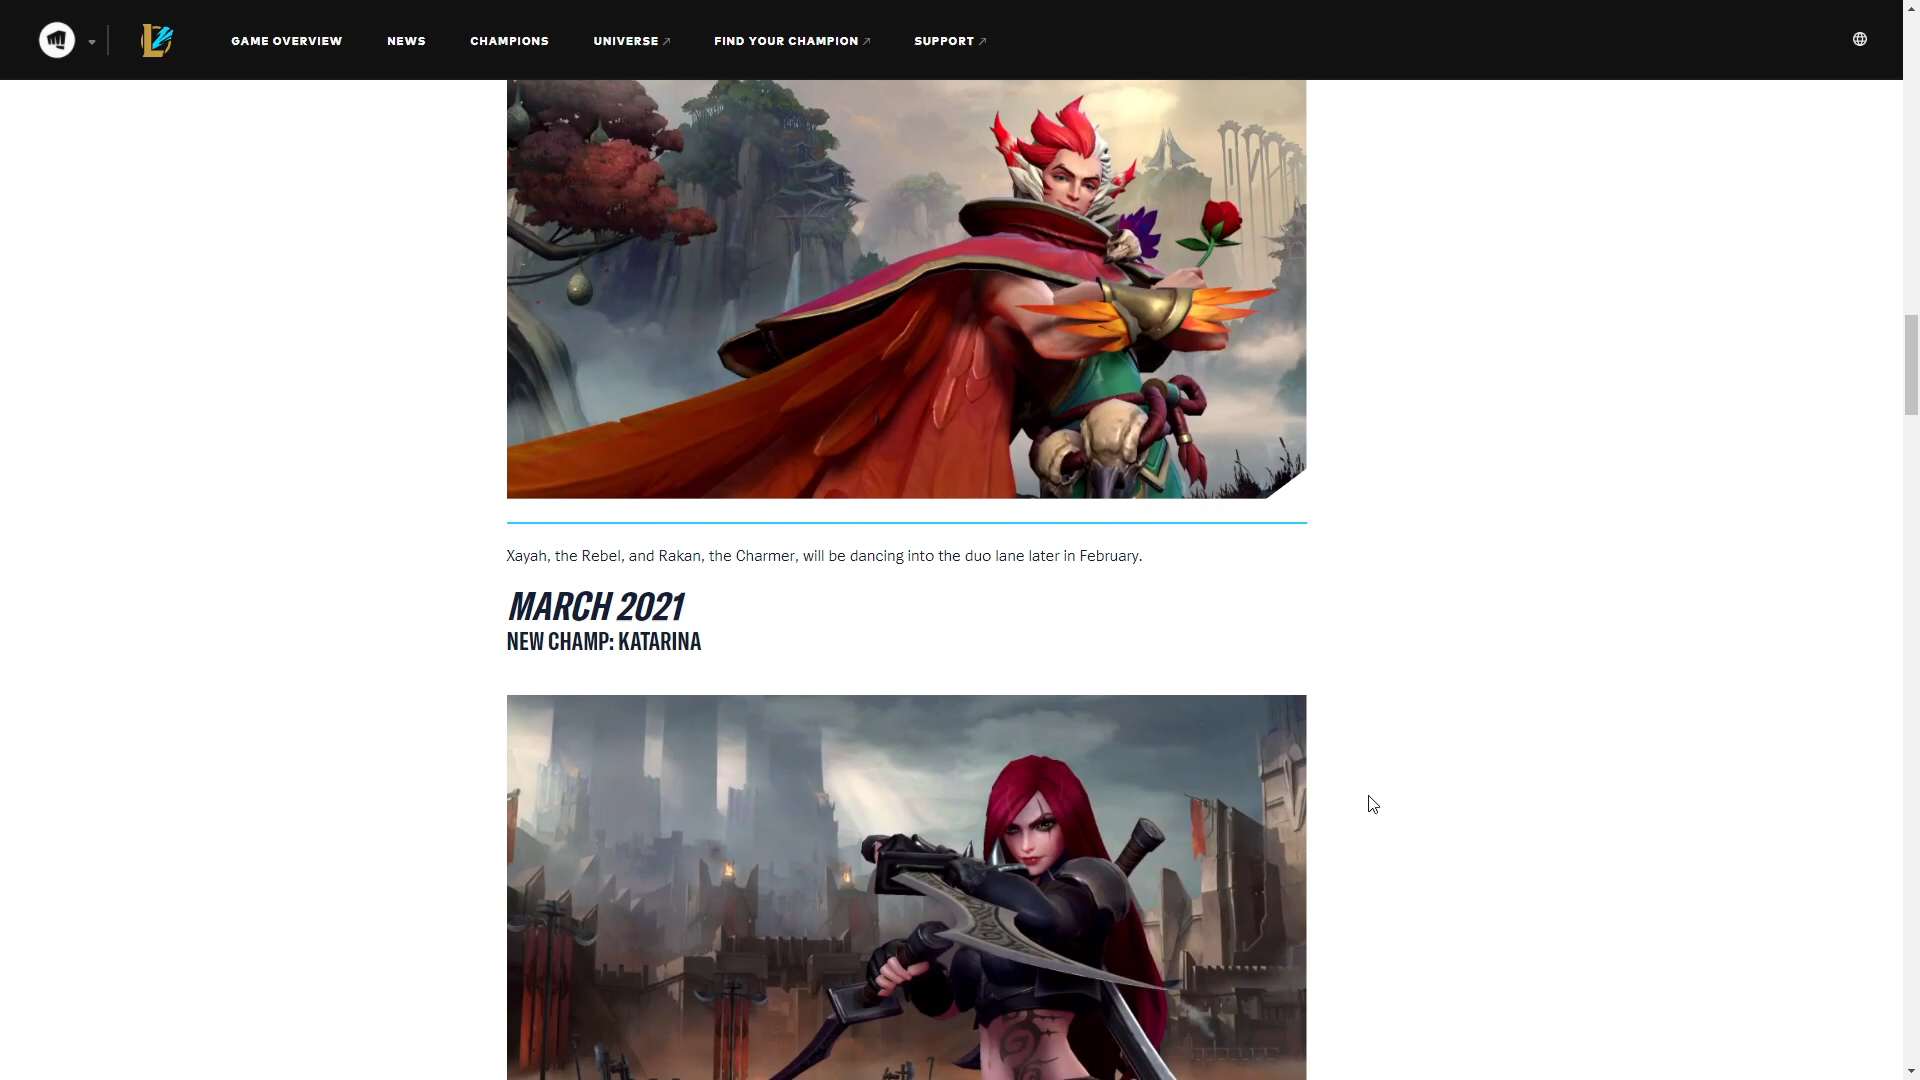 GAME OVERVIEW
NEWS
CHAMPIONS
UNIVERSE
FIND YOUR CHAMPION
SUPPORT
Xayah, the Rebel, and Rakan, the Charmer, will be dancing into the duo lane later in February.
MARCH 2021
NEW CHAMP: KATARINA